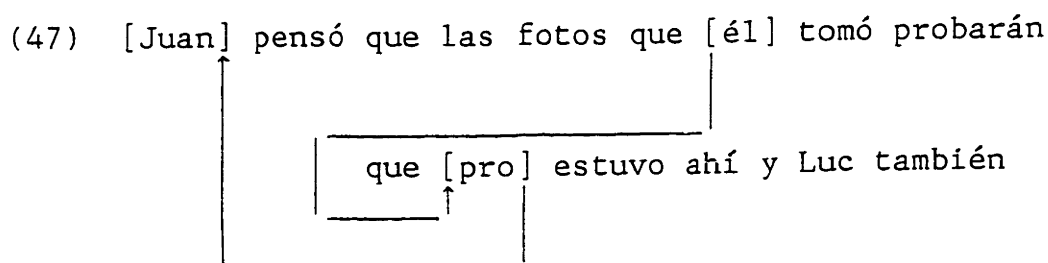 (47) [Juan] pensó que las fotos que [él] tomó probarán
que [pro] estuvo ahí y Luc también